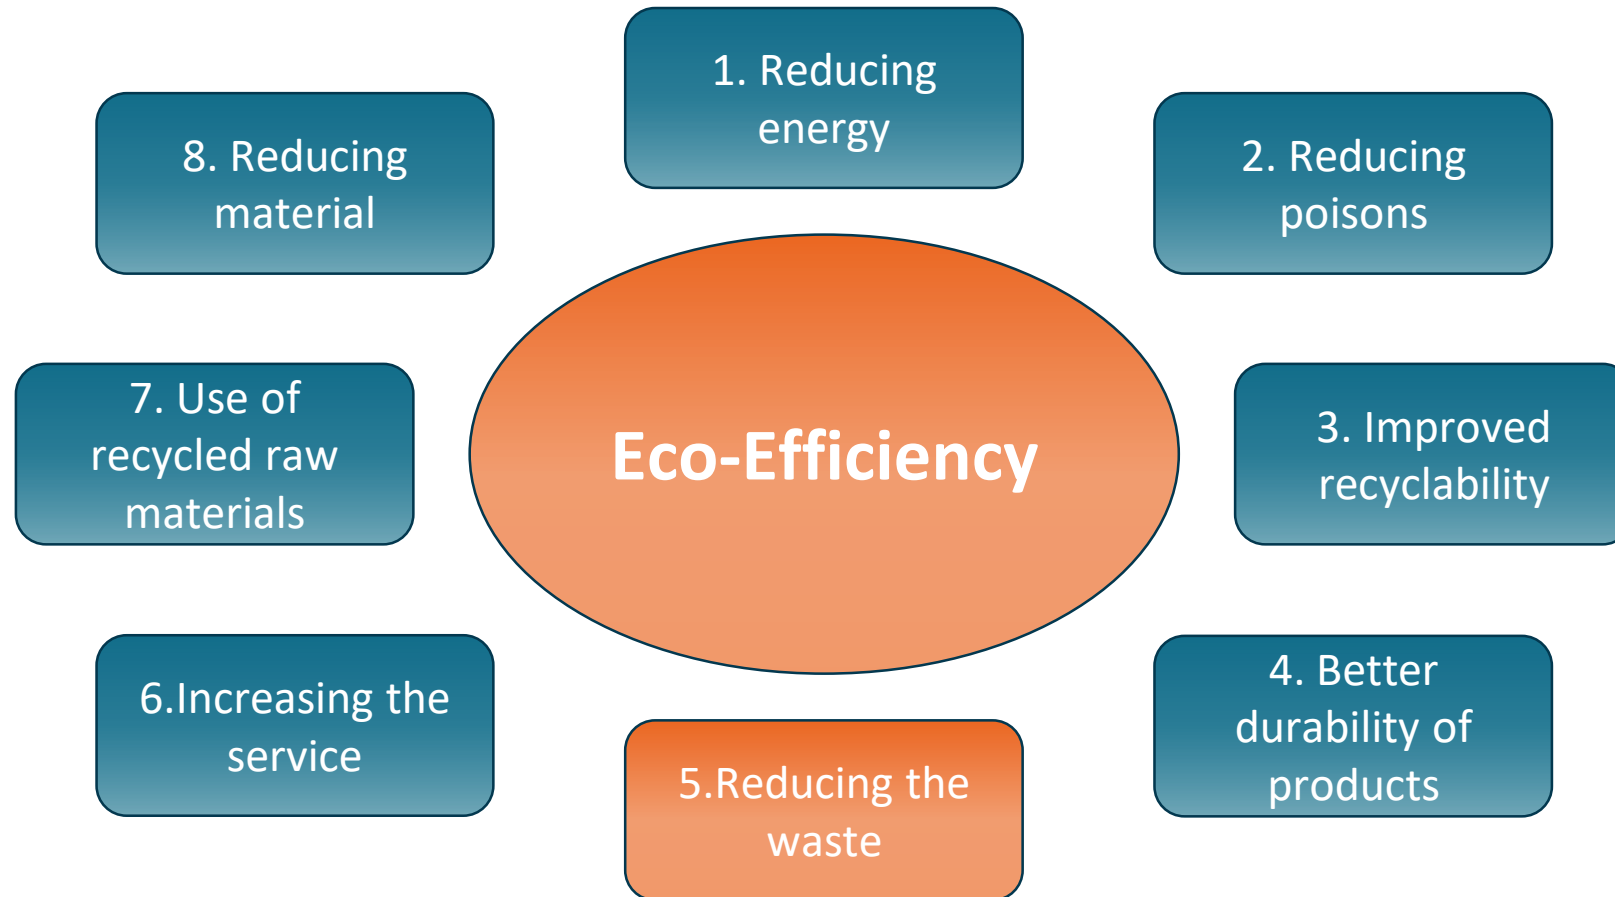 1. Reducing
energy
2. Reducing
poisons
3. Improved
recyclability
4. Better
durability of
products
5.Reducing the
waste
6.Increasing the
service
7. Use of
recycled raw
materials
8. Reducing
material
Eco-Efficiency